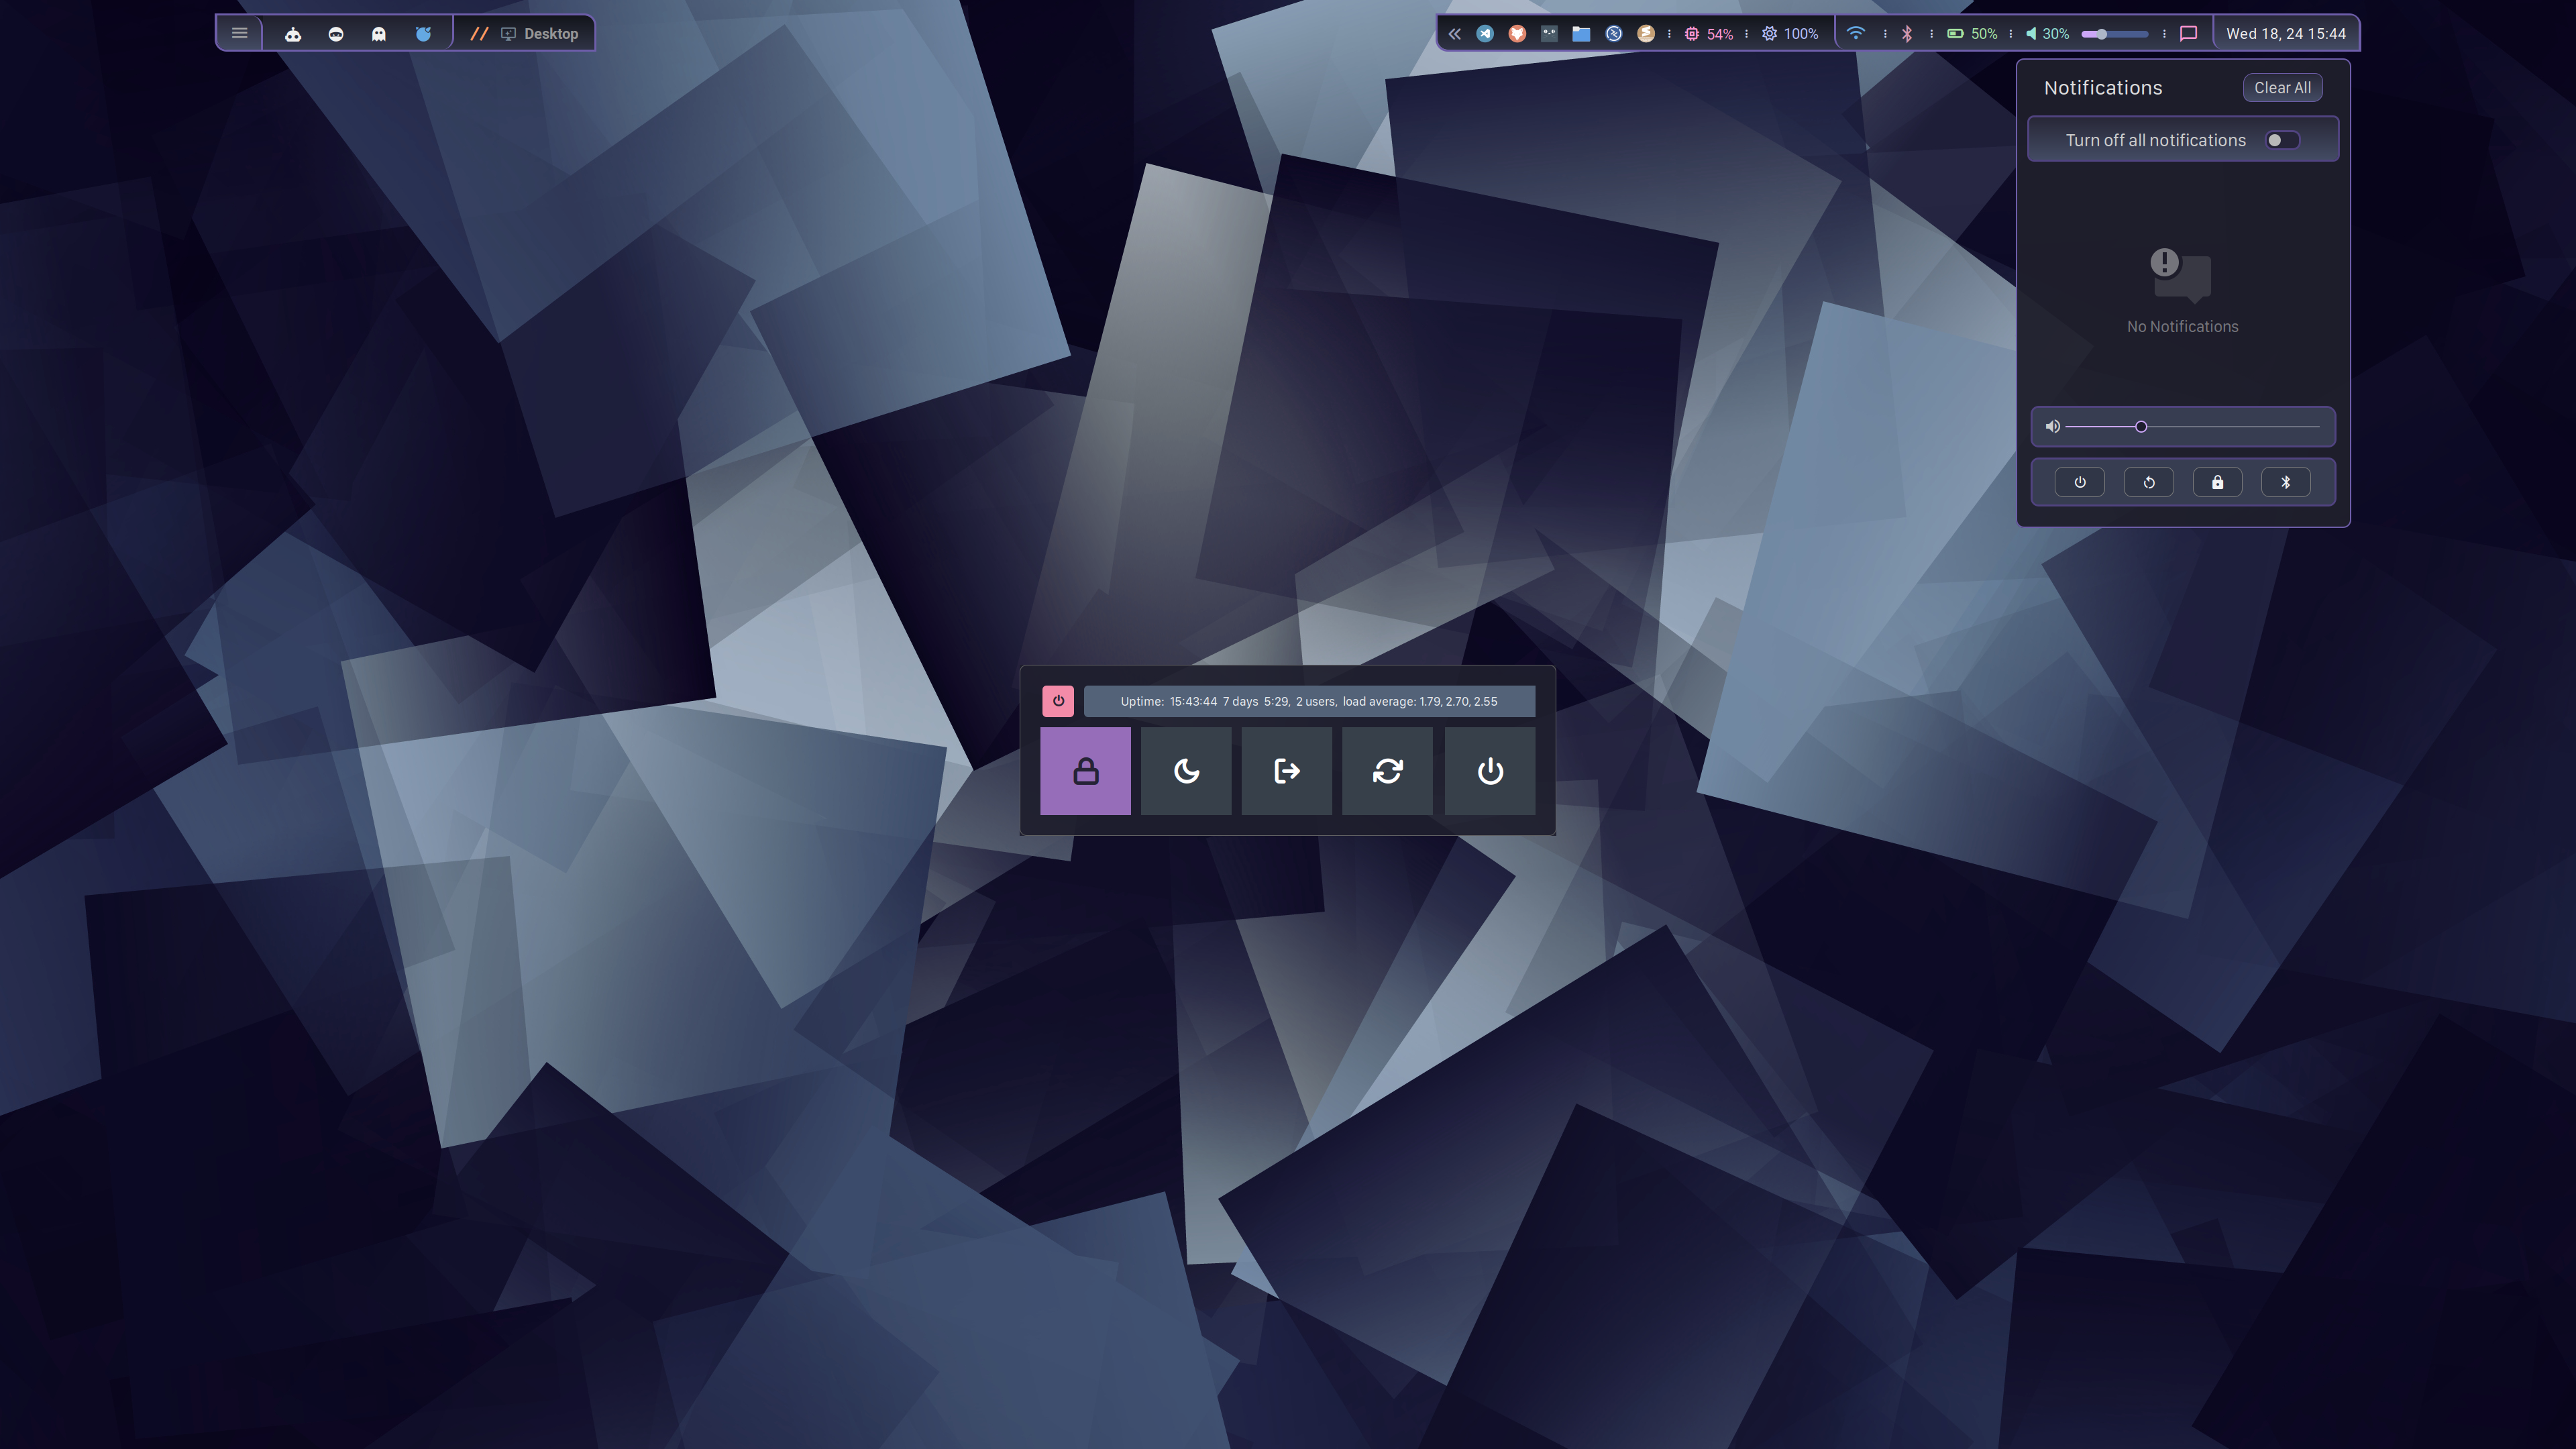 Desktop
54%
100%
50%
30%
Wed 18, 24 15:44
Notifications
Clear All
Turn off all notifications
No Notifications
Uptime: 15:43:44 7 days 5:29, 2 users, load average: 1.79, 2.70, 2.55